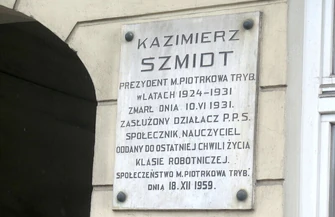 KAZIMIERZ
SZMIDT
PREZYDENT M.PIOTRKOWA TRYB.
W LATACH 1924-1931
ZMARŁ DNIA 10.VI 1931.
ZASŁUŻONY DZIAŁACZ P.P.S.
SPOŁECZNIK, NAUCZYCIEL
ODDANY DO OSTATNIEJ CHWILI ŻYCIA
KLASIE ROBOTNICZEJ.
SPOŁECZEŃSTWO M.PIOTRKOWA TRYB.
DNIA 18.XII 1959.